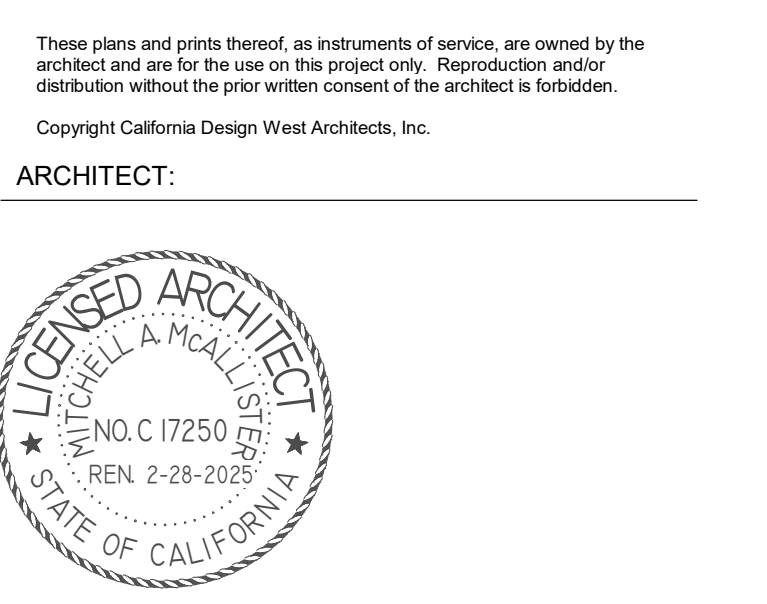 These plans and prints thereof, as instruments of service, are owned by the
architect and are for the use on this project only. Reproduction and/or
distribution without the prior written consent of the architect is forbidden.
Copyright California Design West Architects, Inc.
ARCHITECT:
LICENSED ARCHITECT
MITCHELL A. McALLISTER
NO. C 17250
REN. 2-28-2025
STATE OF CALIFORNIA